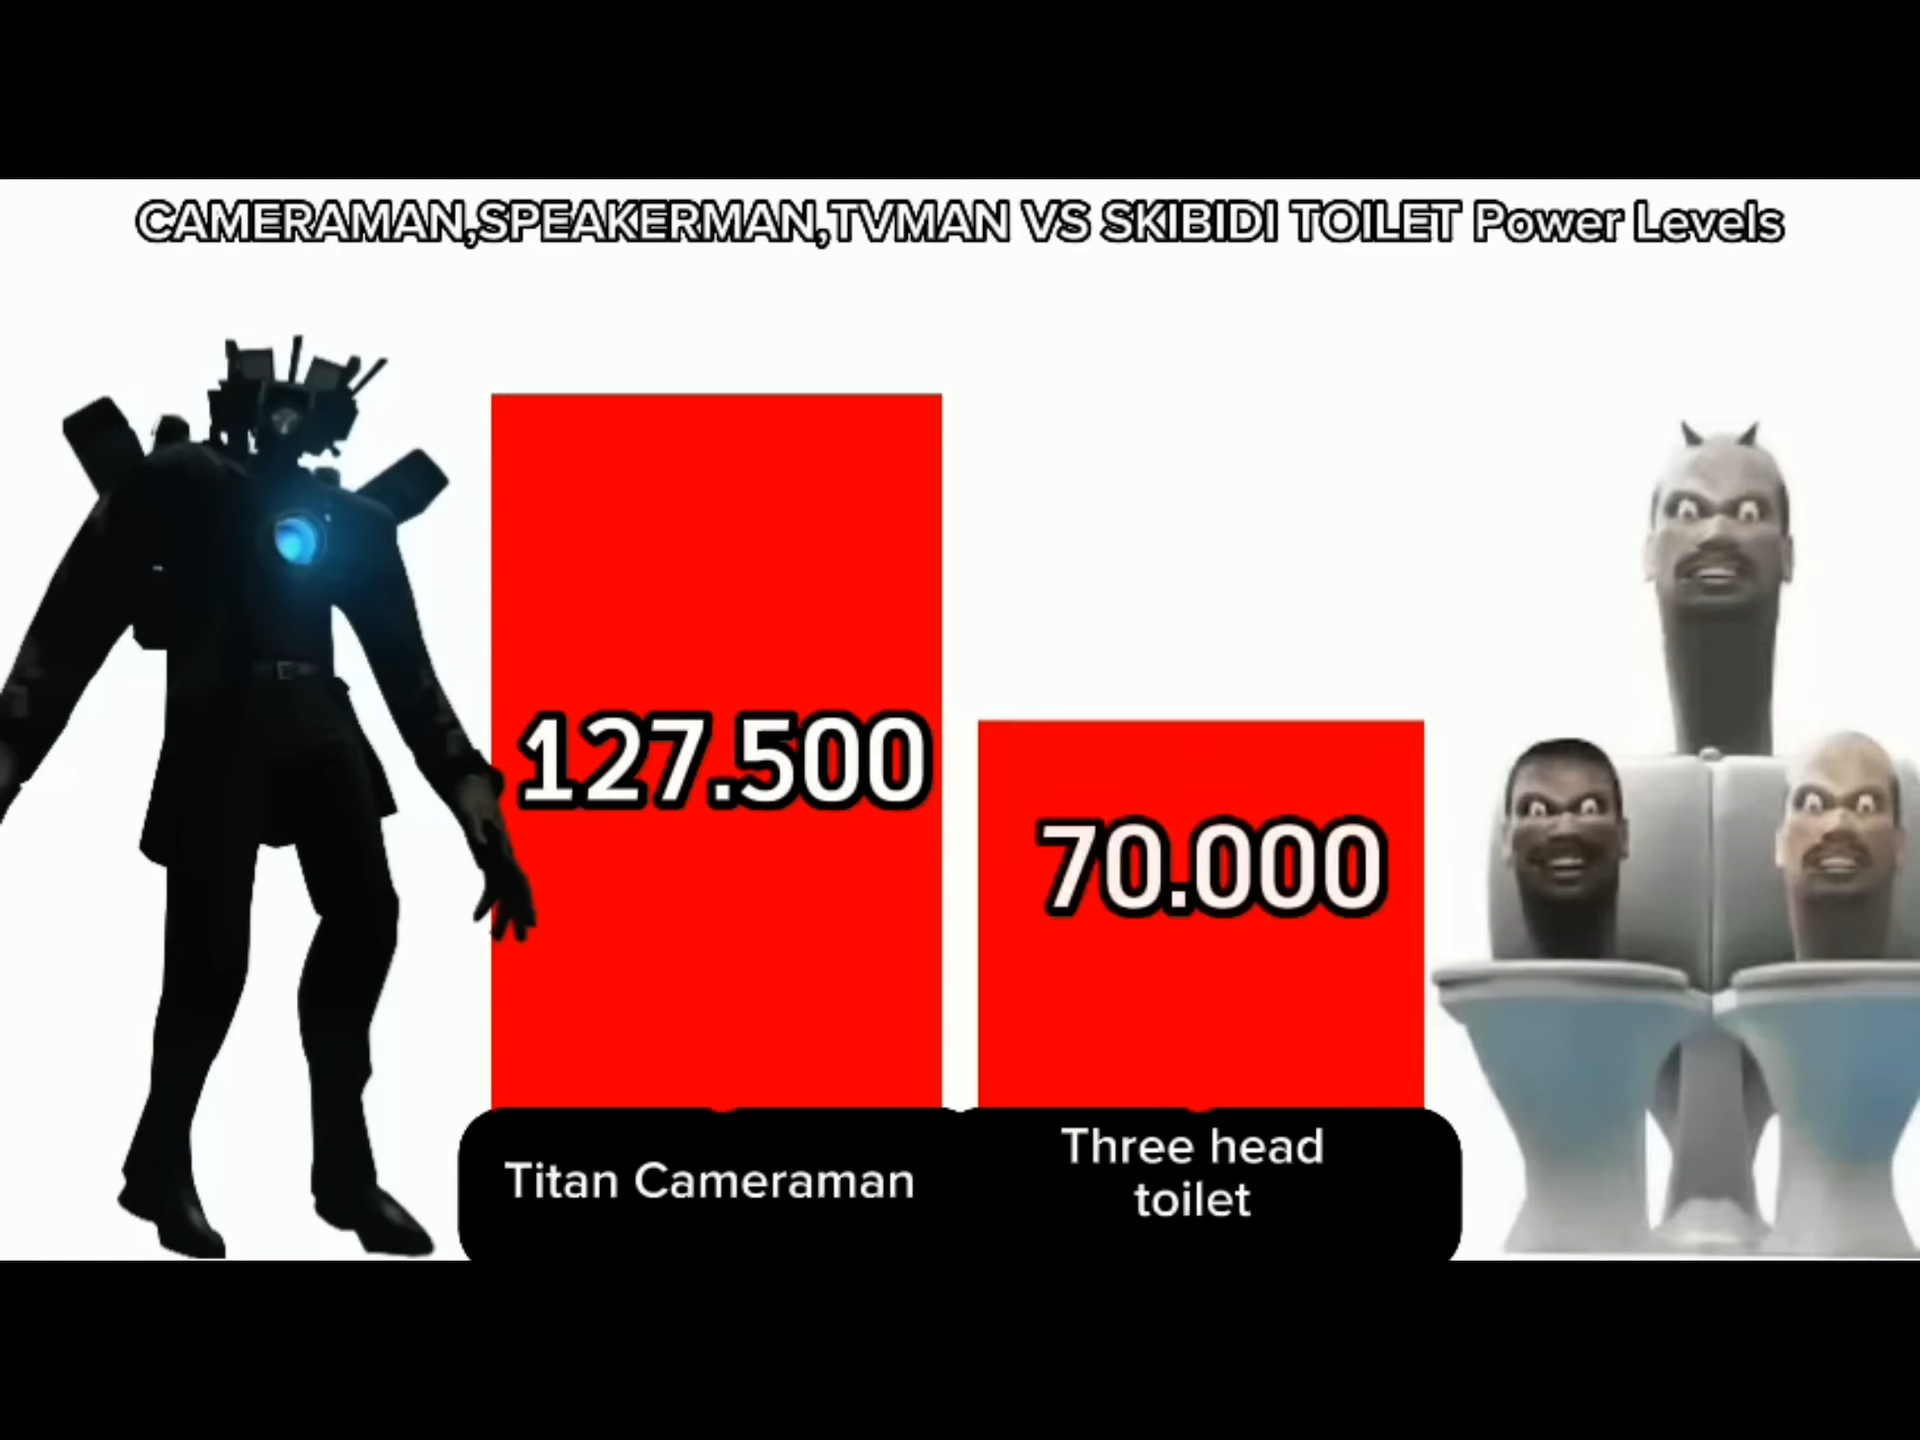 CAMERAMAN,SPEAKERMAN,TVMAN VS SKIBIDI TOILET Power Levels
127.500
70.000
Titan Cameraman
Three head
toilet